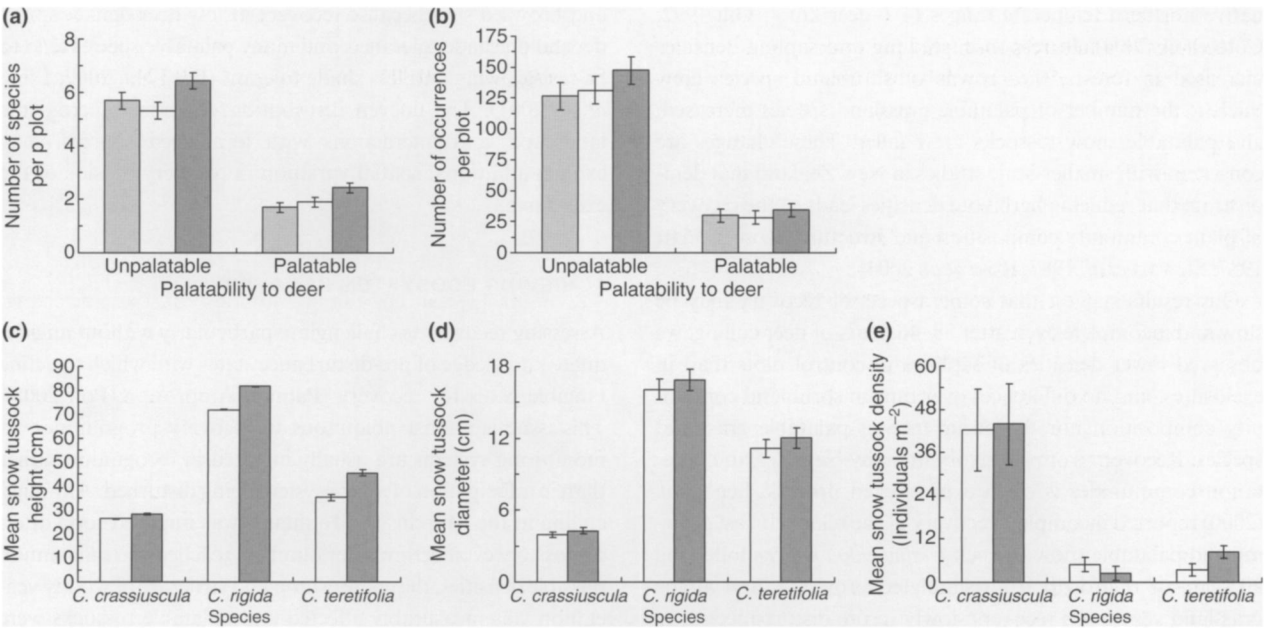 (a)
8
6
4
2
0
Number of species
per p plot
Unpalatable
Palatable
Palatability to deer
(b)
175
150
125
100
75
50
25
0
Number of occurrences
per plot
Unpalatable
Palatable
Palatability to deer
(c)
90
80
70
60
50
40
30
20
10
0
Mean snow tussock
height (cm)
C. crassiuscula
C. rigida
C. teretifolia
Species
(d)
18
12
6
0
Mean snow tussock
diameter (cm)
C. crassiuscula
C. rigida
C. teretifolia
Species
(e)
60
48
36
24
12
0
Mean snow tussock density
(Individuals m⁻²)
C. crassiuscula
C. rigida
C. teretifolia
Species